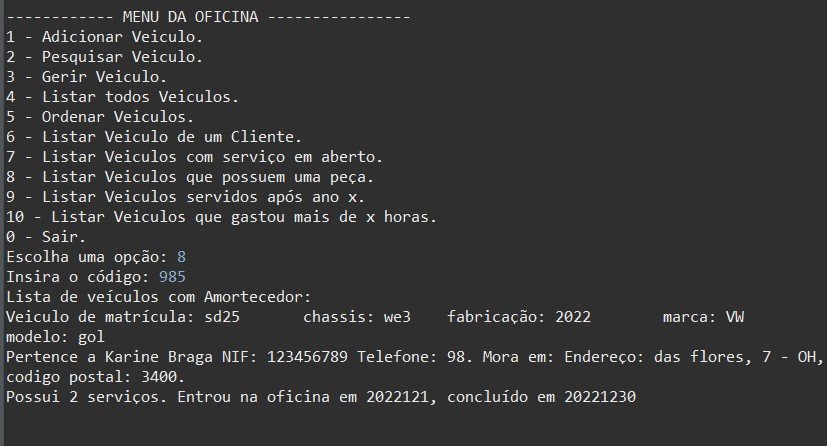 ------------ MENU DA OFICINA ----------------
1 - Adicionar Veiculo.
2 - Pesquisar Veiculo.
3 - Gerir Veiculo.
4 - Listar todos Veiculos.
5 - Ordenar Veiculos.
6 - Listar Veiculo de um Cliente.
7 - Listar Veiculos com serviço em aberto.
8 - Listar Veiculos que possuem uma peça.
9 - Listar Veiculos servidos após ano x.
10 - Listar Veiculos que gastou mais de x horas.
0 - Sair.
Escolha uma opção: 8
Insira o código: 985
Lista de veículos com Amortecedor:
Veiculo de matrícula: sd25       chassis: we3    fabricação: 2022        marca: VW
modelo: gol
Pertence a Karine Braga NIF: 123456789 Telefone: 98. Mora em: Endereço: das flores, 7 - OH,
codigo postal: 3400.
Possui 2 serviços. Entrou na oficina em 2022121, concluído em 20221230